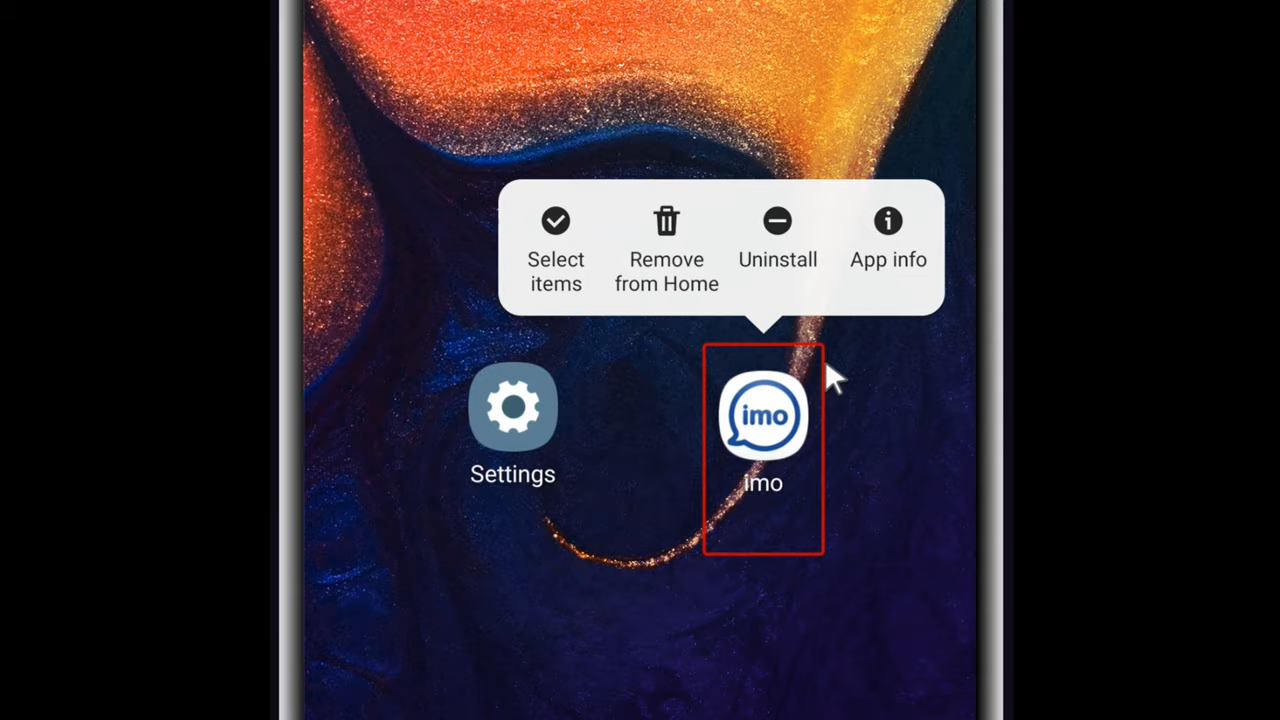 Select
items
Remove
from Home
Uninstall
App info
Settings
imo
imo